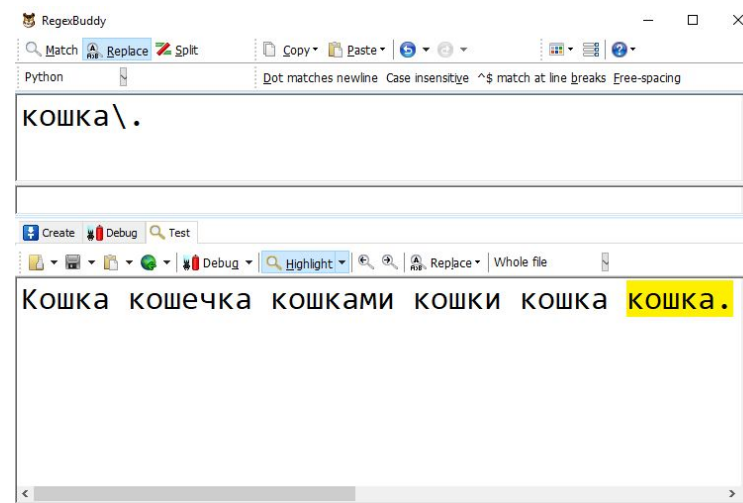 RegexBuddy
Match Replace Split Copy Paste
Python Dot matches newline Case insensitive ^$ match at line breaks Free-spacing
кошка\.
Create Debug Test
Debug Highlight Replace Whole file
Кошка кошечка кошками кошки кошка кошка.